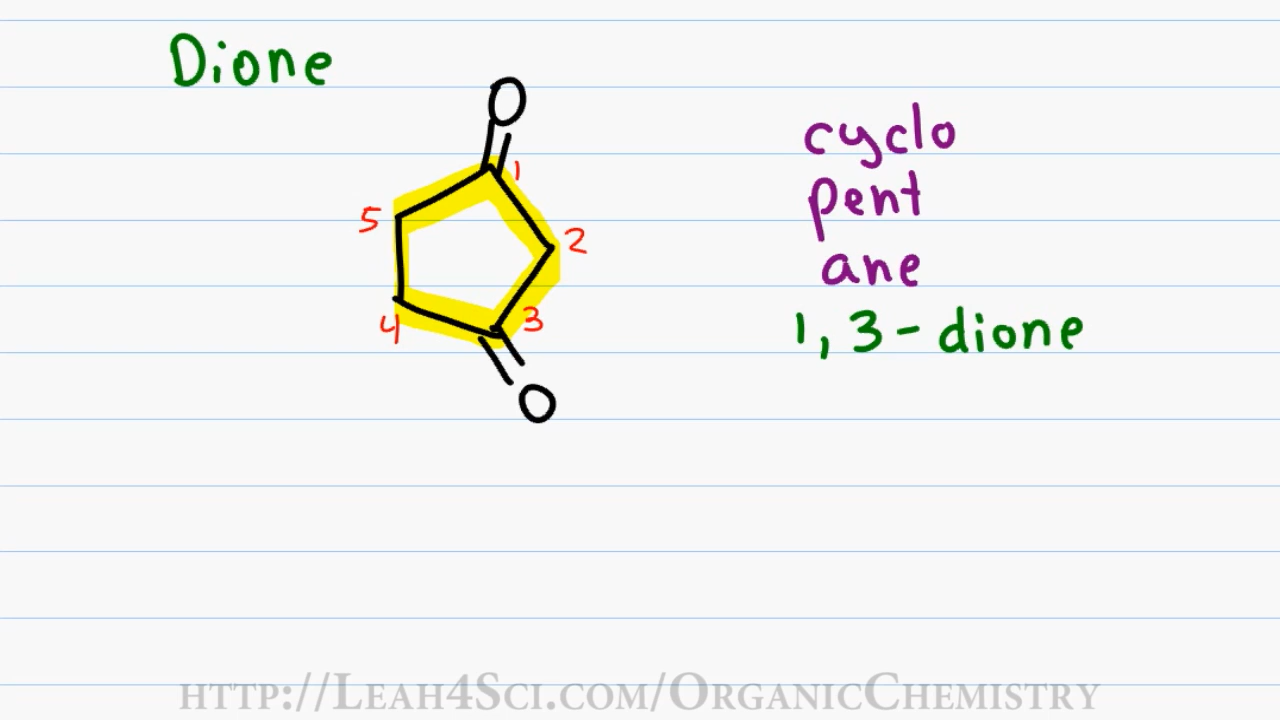 Dione
O
1
5
2
4
3
O
cyclo
pent
ane
1, 3 - dione
HTTP://LEAH4SCI.COM/ORGANICCHEMISTRY